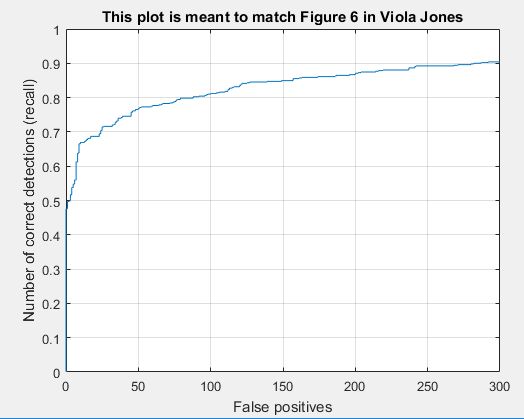 This plot is meant to match Figure 6 in Viola Jones
1
0.9
0.8
0.7
0.6
0.5
0.4
0.3
0.2
0.1
0
Number of correct detections (recall)
0 50 100 150 200 250 300
False positives